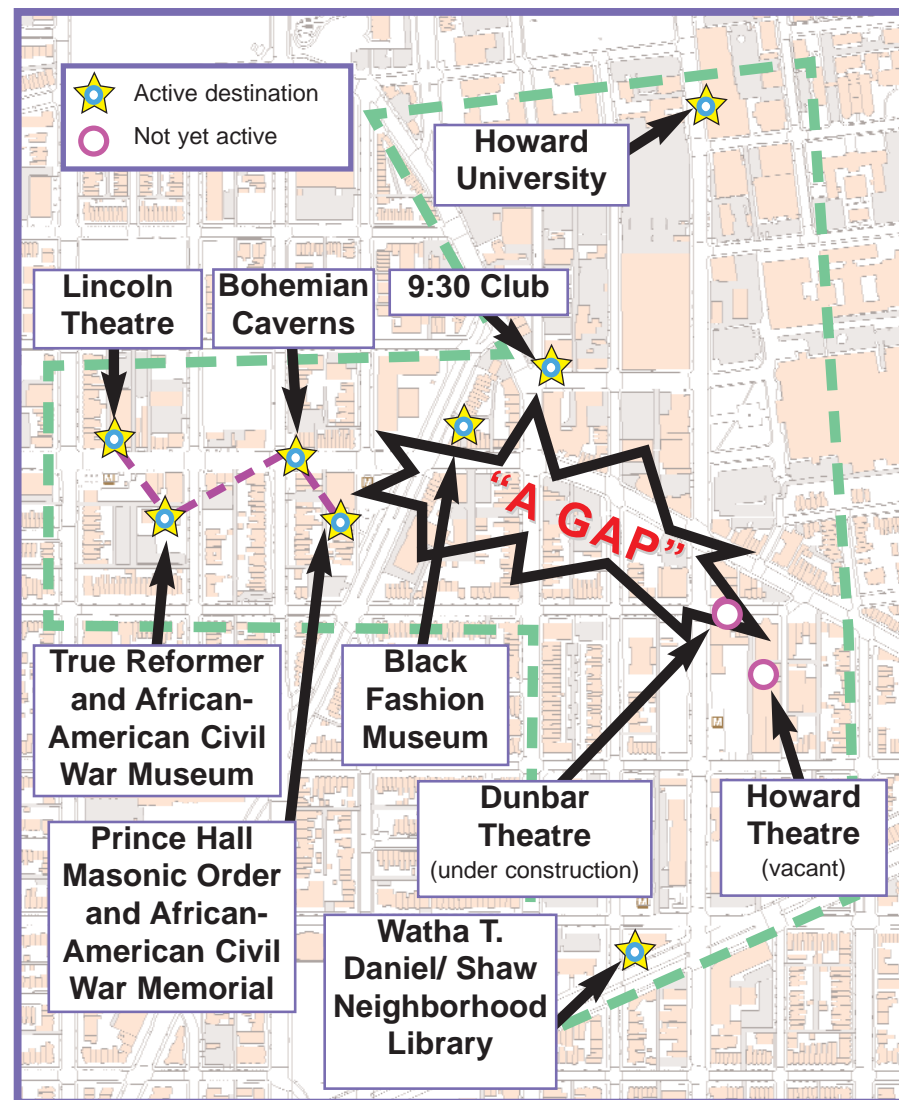 Active destination
Not yet active
Howard
University
Lincoln
Theatre
Bohemian
Caverns
9:30 Club
“A GAP”
M
True Reformer
and African-
American Civil
War Museum
Black
Fashion
Museum
M
Prince Hall
Masonic Order
and African-
American Civil
War Memorial
Dunbar
Theatre
(under construction)
Howard
Theatre
(vacant)
M
Watha T.
Daniel/ Shaw
Neighborhood
Library